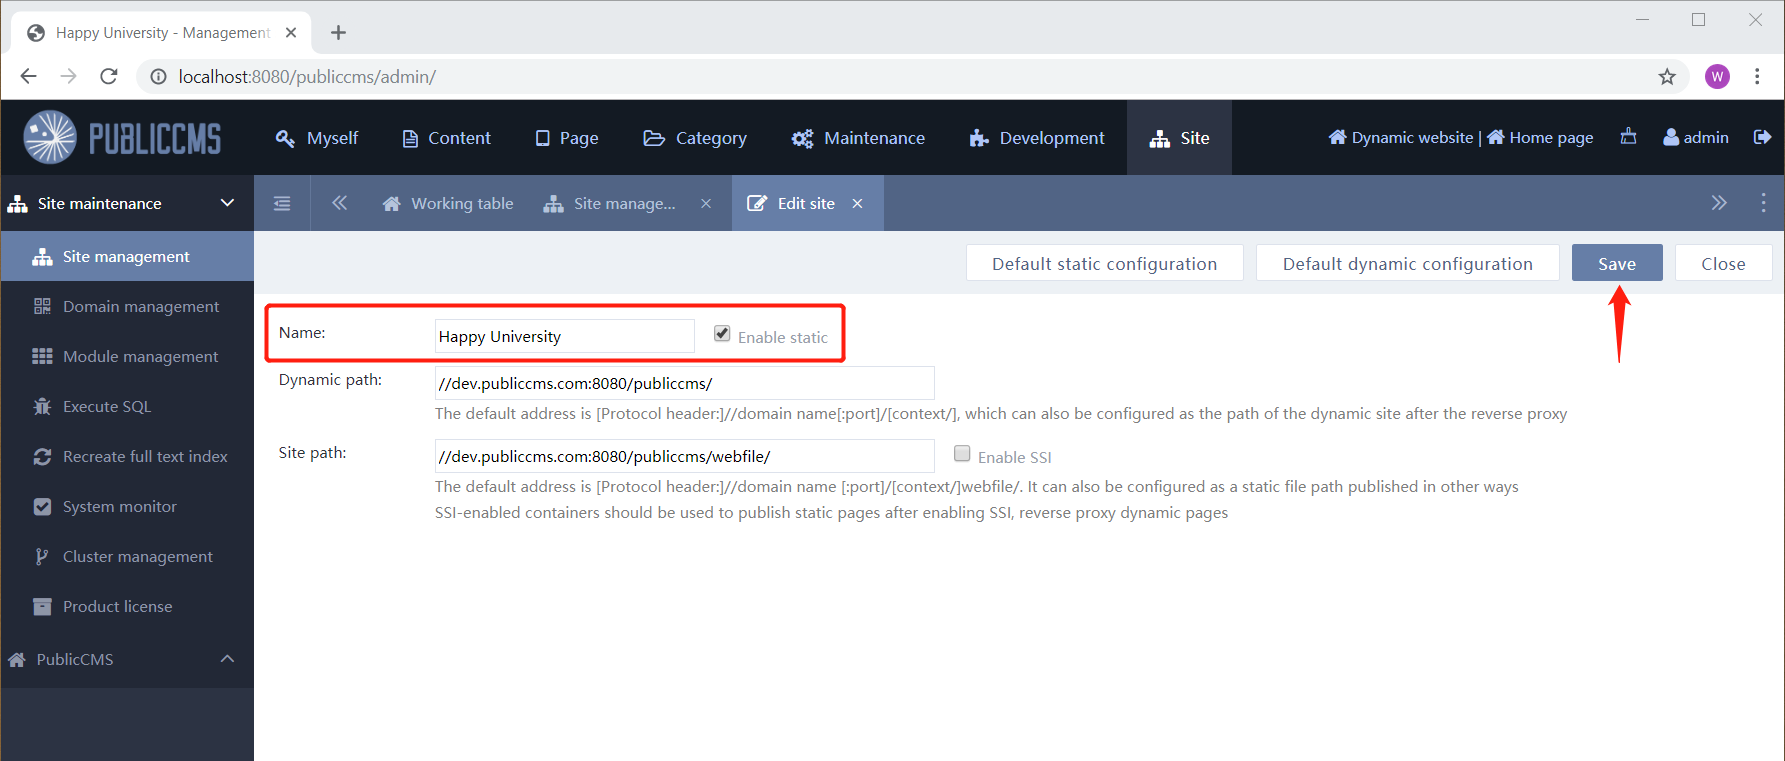 Happy University - Management
localhost:8080/publiccms/admin/
W
PUBLICCMS
Myself
Content
Page
Category
Maintenance
Development
Site
Dynamic website | Home page
admin
Site maintenance
Working table
Site manage...
Edit site
Site management
Domain management
Module management
Execute SQL
Recreate full text index
System monitor
Cluster management
Product license
PublicCMS
Default static configuration
Default dynamic configuration
Save
Close
Name:
Happy University
Enable static
Dynamic path:
//dev.publiccms.com:8080/publiccms/
The default address is [Protocol header:]//domain name[:port]/[context/], which can also be configured as the path of the dynamic site after the reverse proxy
Site path:
//dev.publiccms.com:8080/publiccms/webfile/
Enable SSI
The default address is [Protocol header:]//domain name [:port]/[context/]webfile/. It can also be configured as a static file path published in other ways
SSI-enabled containers should be used to publish static pages after enabling SSI, reverse proxy dynamic pages